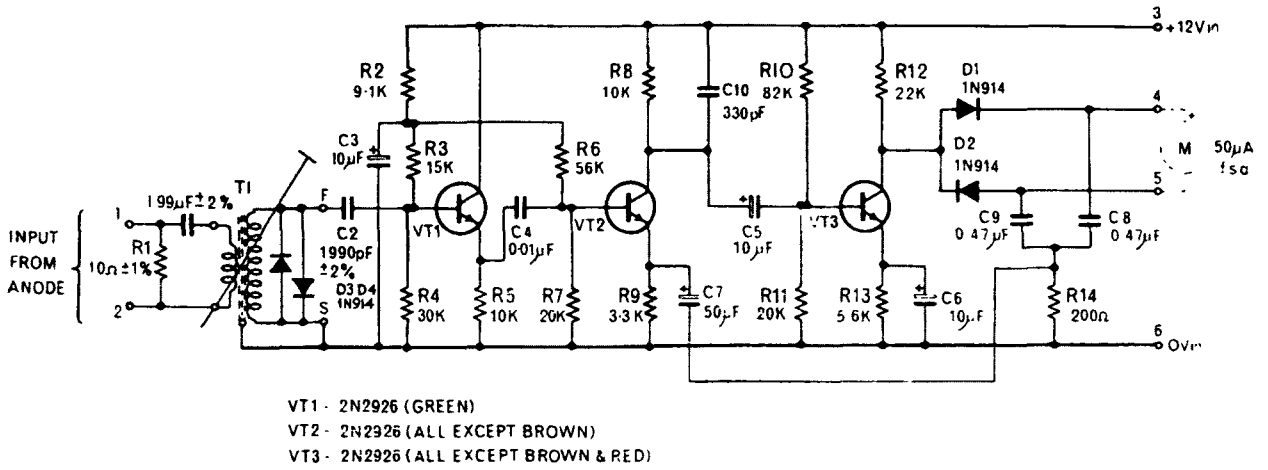 3
+12Vin
R2
9·1K
R8
10K
C10
330pF
R10
82K
R12
22K
D1
1N914
4
+
M
50µA
fsd
5
D2
1N914
C3
+
10µF
R3
15K
R6
56K
T1
1·99µF±2%
F
1
INPUT
FROM
ANODE
R1
10Ω±1%
2
C2
1990pF
±2%
D3 D4
1N914
S
VT1
C4
0·01µF
VT2
+
C5
10µF
VT3
C9
0·47µF
C8
0·47µF
R4
30K
R5
10K
R7
20K
R9
3·3K
+
C7
50µF
R11
20K
R13
5·6K
+
C6
10µF
R14
200Ω
6
0Vin
VT1 - 2N2926 (GREEN)
VT2 - 2N2926 (ALL EXCEPT BROWN)
VT3 - 2N2926 (ALL EXCEPT BROWN & RED)